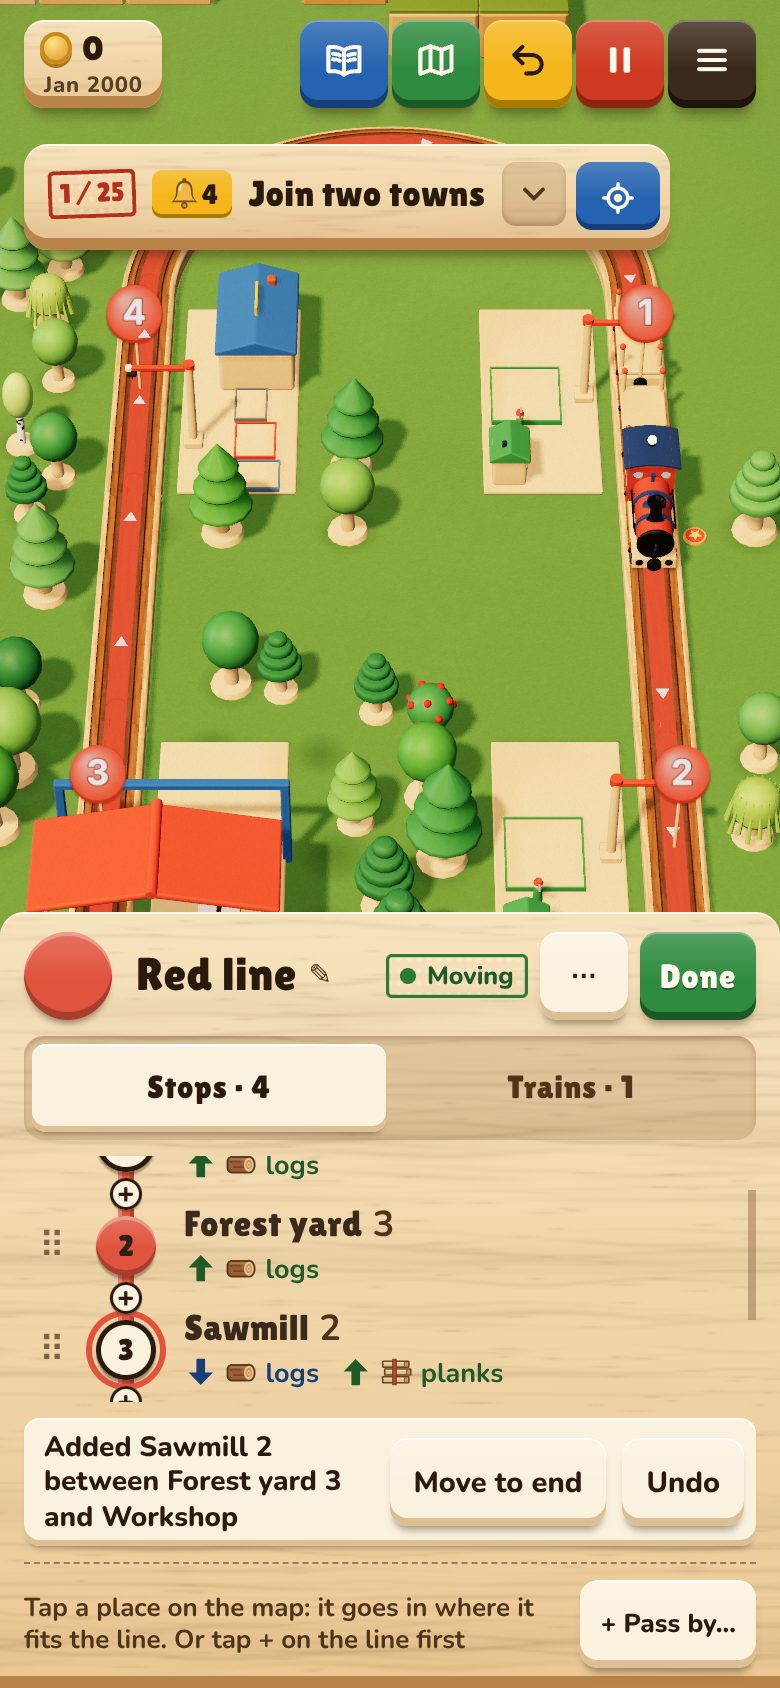 0
Jan 2000
1/25
4
Join two towns
4
1
3
2
Red line
Moving
...
Done
Stops · 4
Trains · 1
logs
+
2
Forest yard 3
logs
+
3
Sawmill 2
logs planks
+
Added Sawmill 2
between Forest yard 3
and Workshop
Move to end
Undo
Tap a place on the map: it goes in where it
fits the line. Or tap + on the line first
+ Pass by...